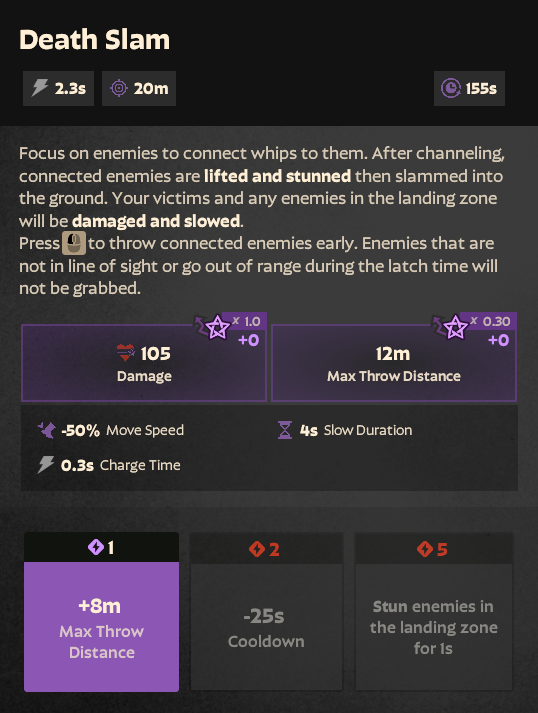 Death Slam
2.3s 20m 155s
Focus on enemies to connect whips to them. After channeling,
connected enemies are lifted and stunned then slammed into
the ground. Your victims and any enemies in the landing zone
will be damaged and slowed.
Press to throw connected enemies early. Enemies that are
not in line of sight or go out of range during the latch time will
not be grabbed.
x 1.0 x 0.30
+0 +0
105 12m
Damage Max Throw Distance
-50% Move Speed 4s Slow Duration
0.3s Charge Time
1 2 5
+8m
Max Throw
Distance
-25s
Cooldown
Stun enemies in
the landing zone
for 1s